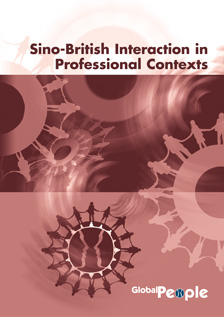 Sino-British Interaction in
Professional Contexts
GlobalPeople